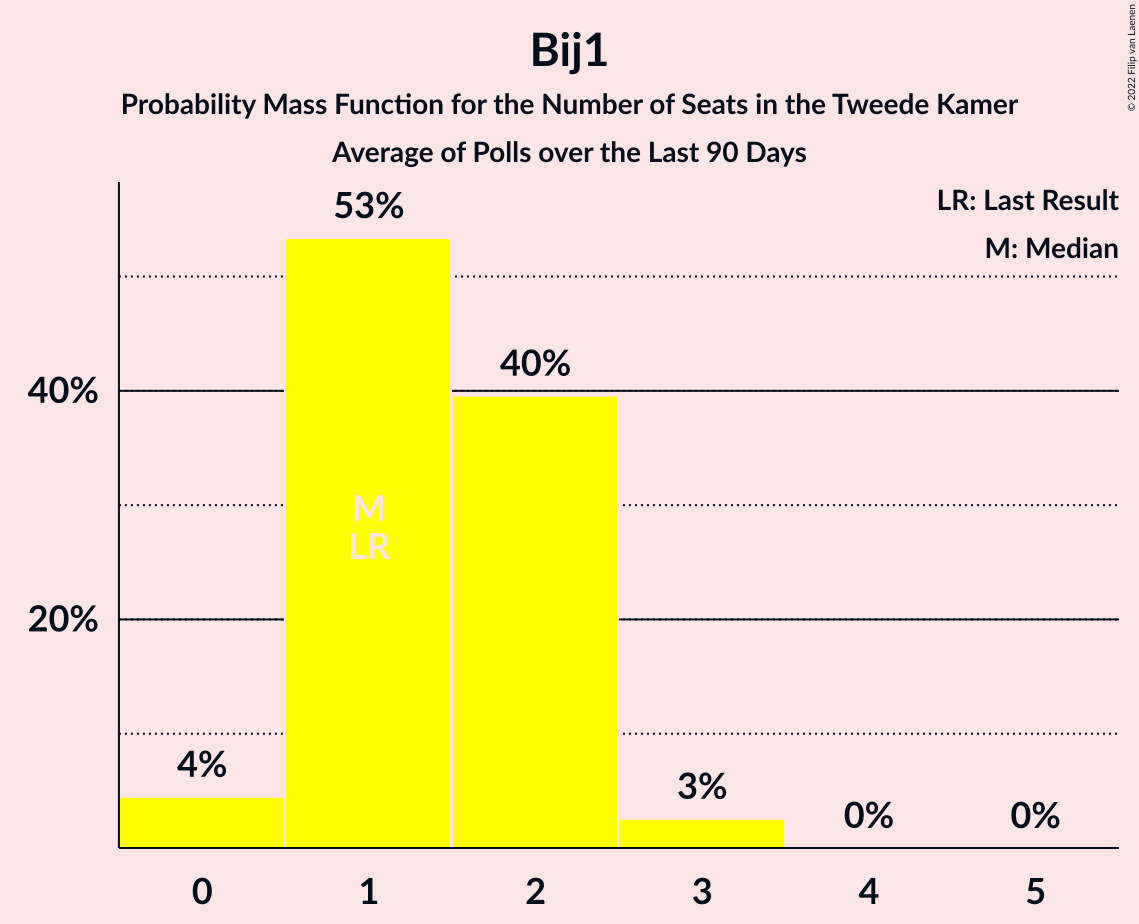 Bij1
Probability Mass Function for the Number of Seats in the Tweede Kamer
Average of Polls over the Last 90 Days
© 2022 Filip van Laenen
LR: Last Result
M: Median
53%
40%
40%
M
LR
20%
4%
3%
0%
0%
0
1
2
3
4
5